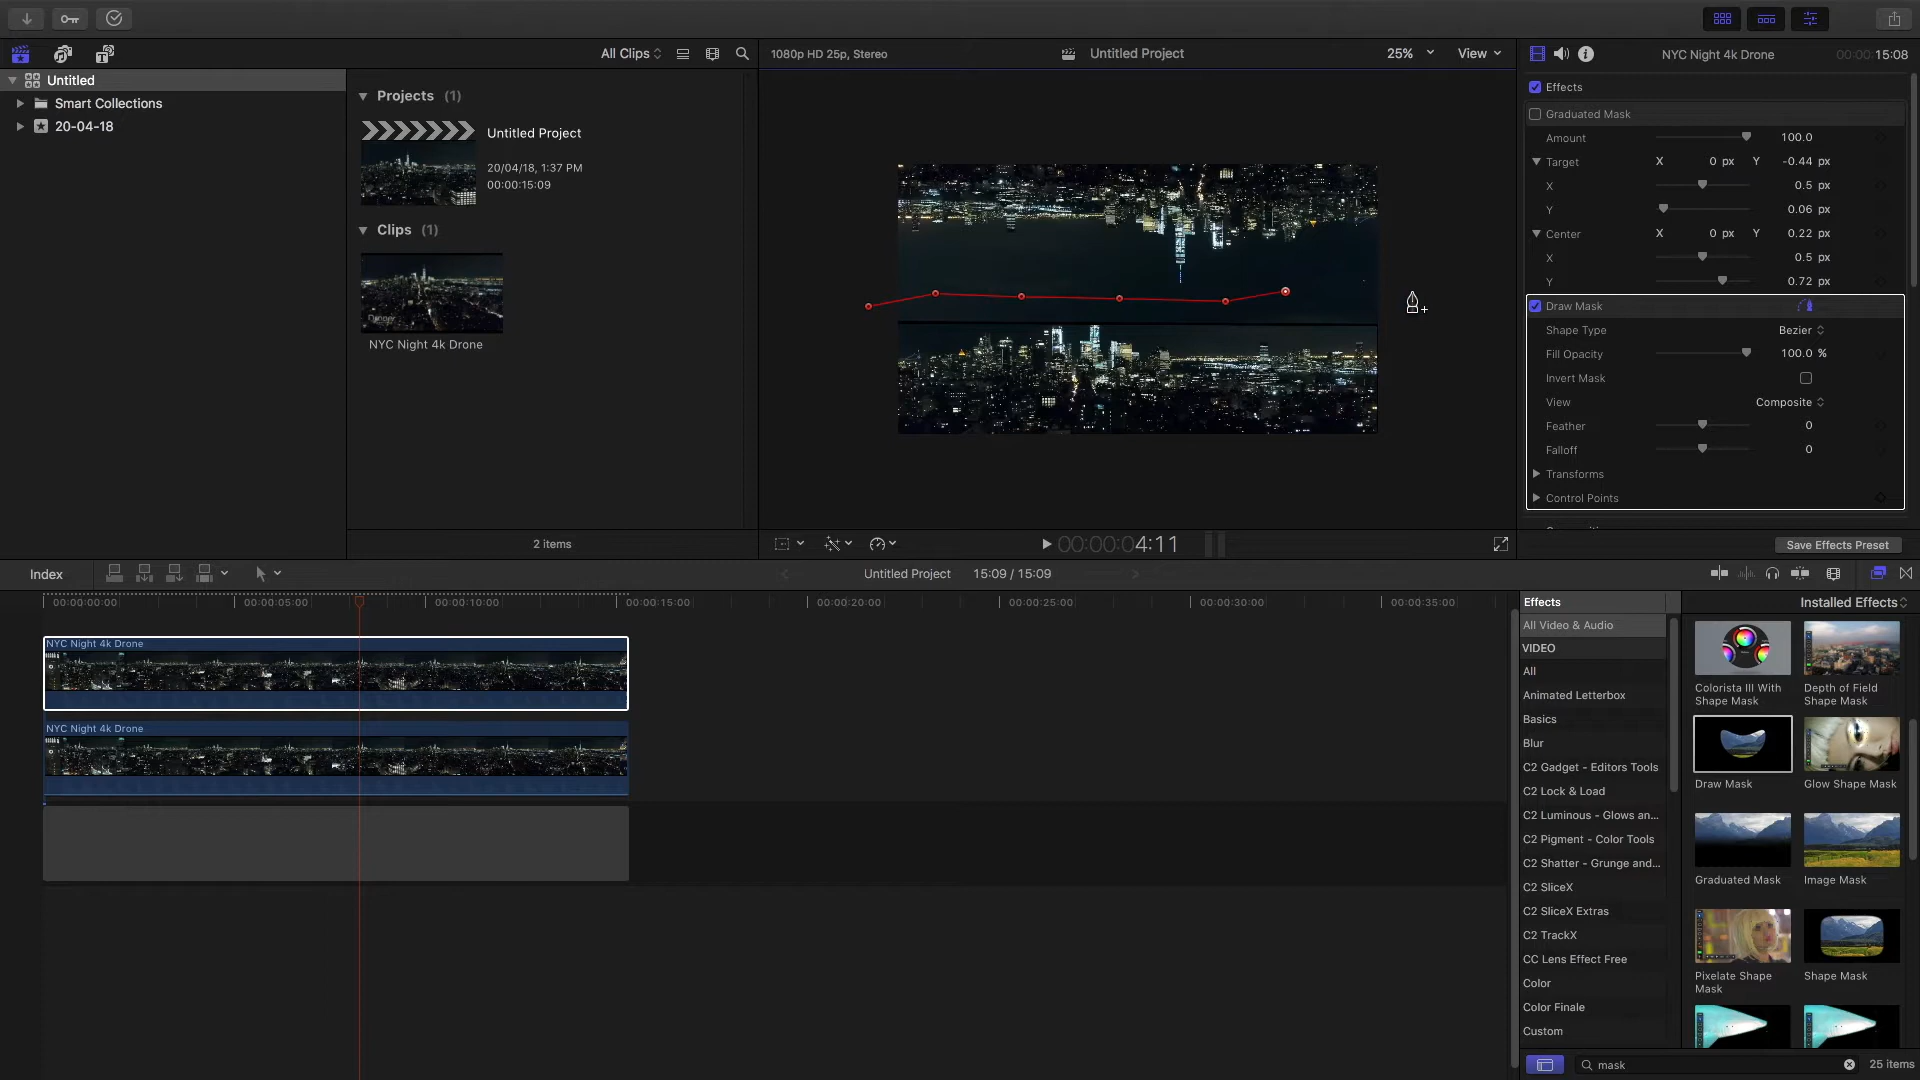 All Clips
1080p HD 25p, Stereo
Untitled Project
25%
View
NYC Night 4k Drone
00:00:15:08
Untitled
Smart Collections
20-04-18
Projects (1)
Untitled Project
20/04/18, 1:37 PM
00:00:15:09
Clips (1)
NYC Night 4k Drone
2 items
Effects
Graduated Mask
Amount 100.0
Target X 0 px Y -0.44 px
X 0.5 px
Y 0.06 px
Center X 0 px Y 0.22 px
X 0.5 px
Y 0.72 px
Draw Mask
Shape Type Bezier
Fill Opacity 100.0 %
Invert Mask
View Composite
Feather 0
Falloff 0
Transforms
Control Points
Save Effects Preset
00:00:04:11
Index
Untitled Project 15:09 / 15:09
00:00:00:00 00:00:05:00 00:00:10:00 00:00:15:00 00:00:20:00 00:00:25:00 00:00:30:00 00:00:35:00
NYC Night 4k Drone
NYC Night 4k Drone
Effects
Installed Effects
All Video & Audio
VIDEO
All
Animated Letterbox
Basics
Blur
C2 Gadget - Editors Tools
C2 Lock & Load
C2 Luminous - Glows an...
C2 Pigment - Color Tools
C2 Shatter - Grunge and...
C2 SliceX
C2 SliceX Extras
C2 TrackX
CC Lens Effect Free
Color
Color Finale
Custom
Colorista III With
Shape Mask
Depth of Field
Shape Mask
Draw Mask
Glow Shape Mask
Graduated Mask
Image Mask
Pixelate Shape
Mask
Shape Mask
mask
25 items